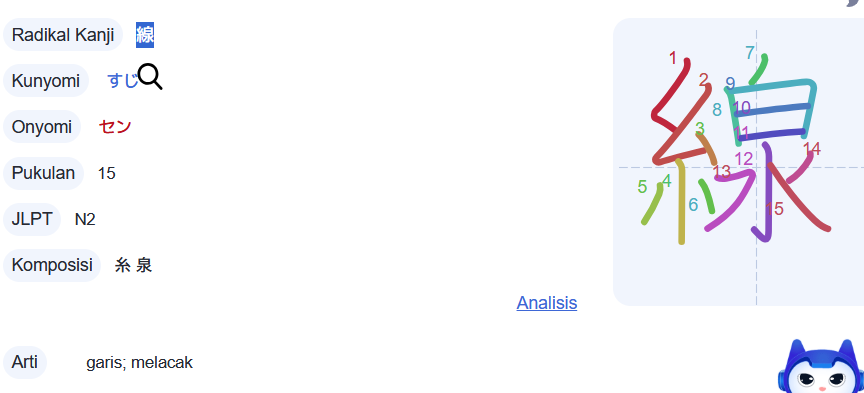 Radikal Kanji 線
Kunyomi すじ
Onyomi セン
Pukulan 15
JLPT N2
Komposisi 糸 泉
Analisis
Arti garis; melacak
1
2
3
4
5
6
7
8
9
10
11
12
13
14
15
線